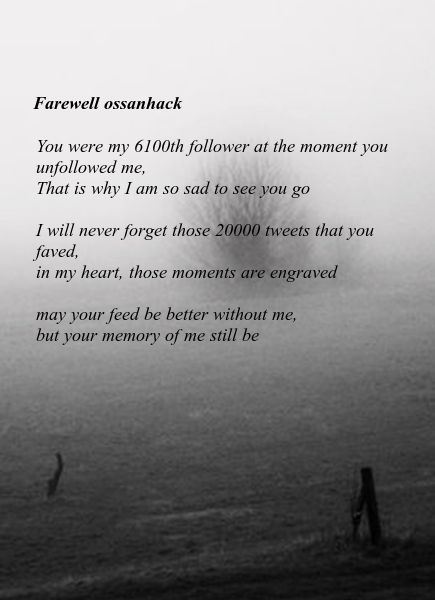 Farewell ossanhack
You were my 6100th follower at the moment you
unfollowed me,
That is why I am so sad to see you go
I will never forget those 20000 tweets that you
faved,
in my heart, those moments are engraved
may your feed be better without me,
but your memory of me still be